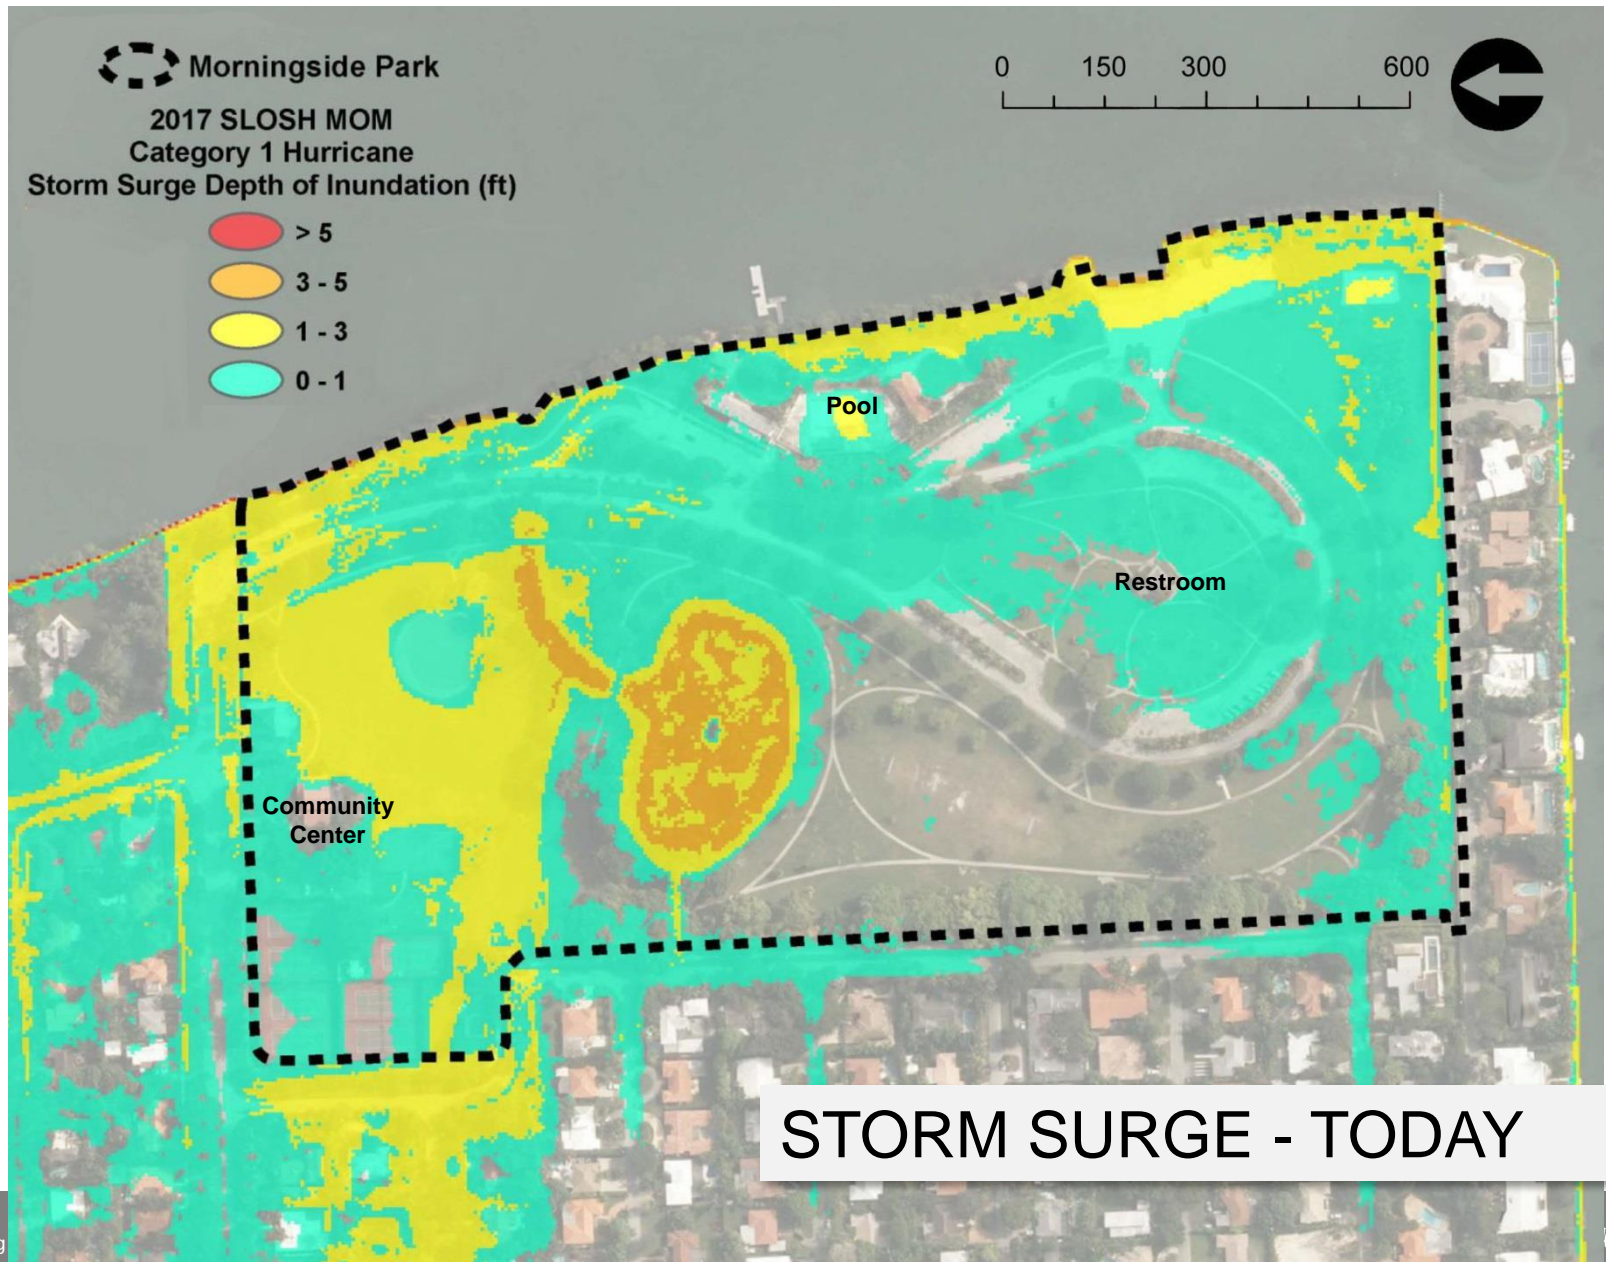 Morningside Park
2017 SLOSH MOM
Category 1 Hurricane
Storm Surge Depth of Inundation (ft)
> 5
3 - 5
1 - 3
0 - 1
0 150 300 600
Pool
Restroom
Community
Center
STORM SURGE - TODAY
g